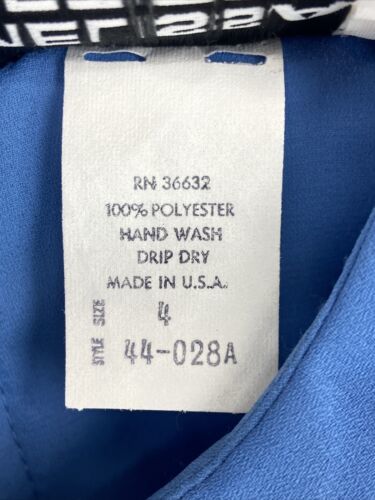 RN 36632
100% POLYESTER
HAND WASH
DRIP DRY
MADE IN U.S.A.
SIZE 4
STYLE 44-028A